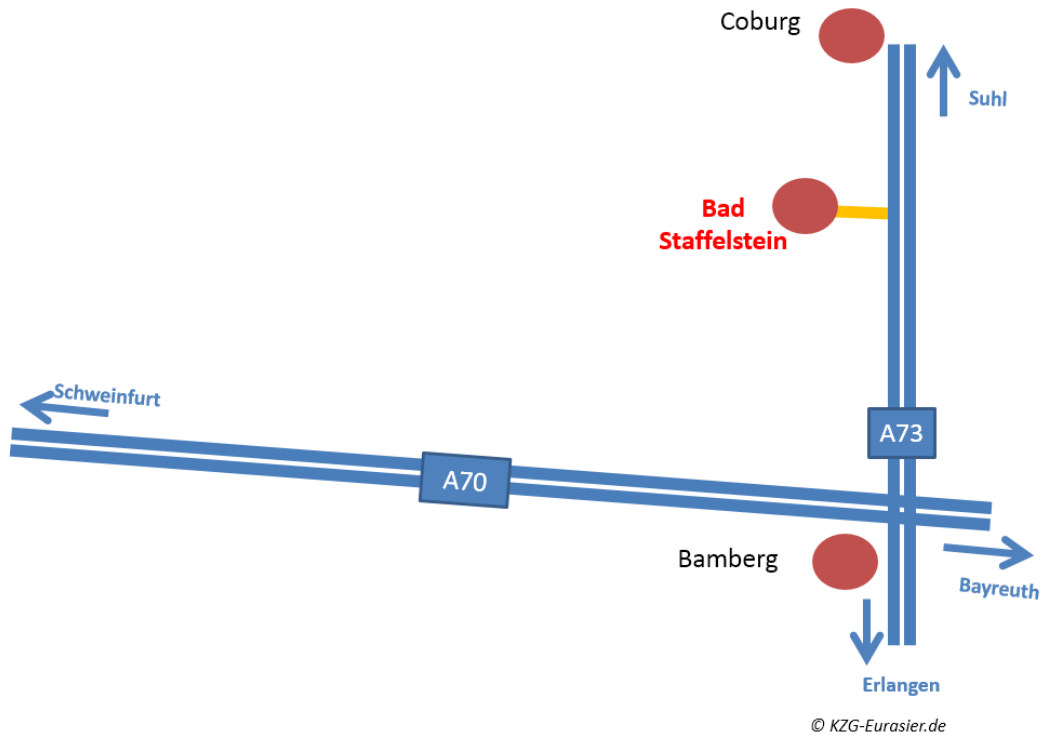 Coburg
Suhl
Bad
Staffelstein
Schweinfurt
A73
A70
Bamberg
Bayreuth
Erlangen
© KZG-Eurasier.de